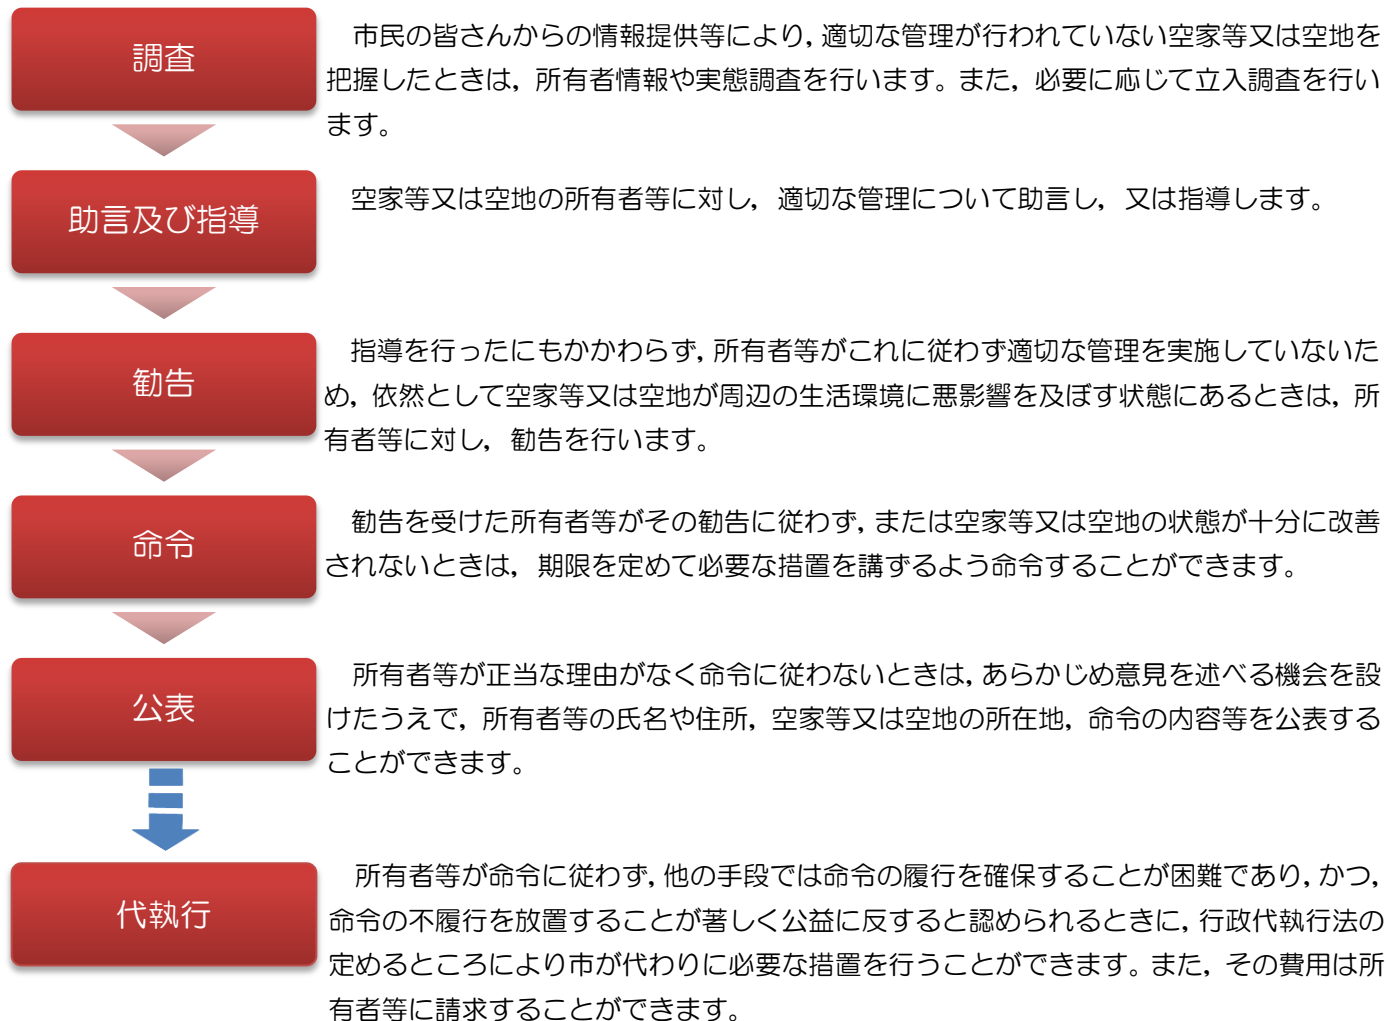 調査
市民の皆さんからの情報提供等により，適切な管理が行われていない空家等又は空地を
把握したときは，所有者情報や実態調査を行います。また，必要に応じて立入調査を行い
ます。
助言及び指導
空家等又は空地の所有者等に対し，適切な管理について助言し，又は指導します。
勧告
指導を行ったにもかかわらず，所有者等がこれに従わず適切な管理を実施していないた
め，依然として空家等又は空地が周辺の生活環境に悪影響を及ぼす状態にあるときは，所
有者等に対し，勧告を行います。
命令
勧告を受けた所有者等がその勧告に従わず，または空家等又は空地の状態が十分に改善
されないときは，期限を定めて必要な措置を講ずるよう命令することができます。
公表
所有者等が正当な理由がなく命令に従わないときは，あらかじめ意見を述べる機会を設
けたうえで，所有者等の氏名や住所，空家等又は空地の所在地，命令の内容等を公表する
ことができます。
代執行
所有者等が命令に従わず，他の手段では命令の履行を確保することが困難であり，かつ，
命令の不履行を放置することが著しく公益に反すると認められるときに，行政代執行法の
定めるところにより市が代わりに必要な措置を行うことができます。また，その費用は所
有者等に請求することができます。